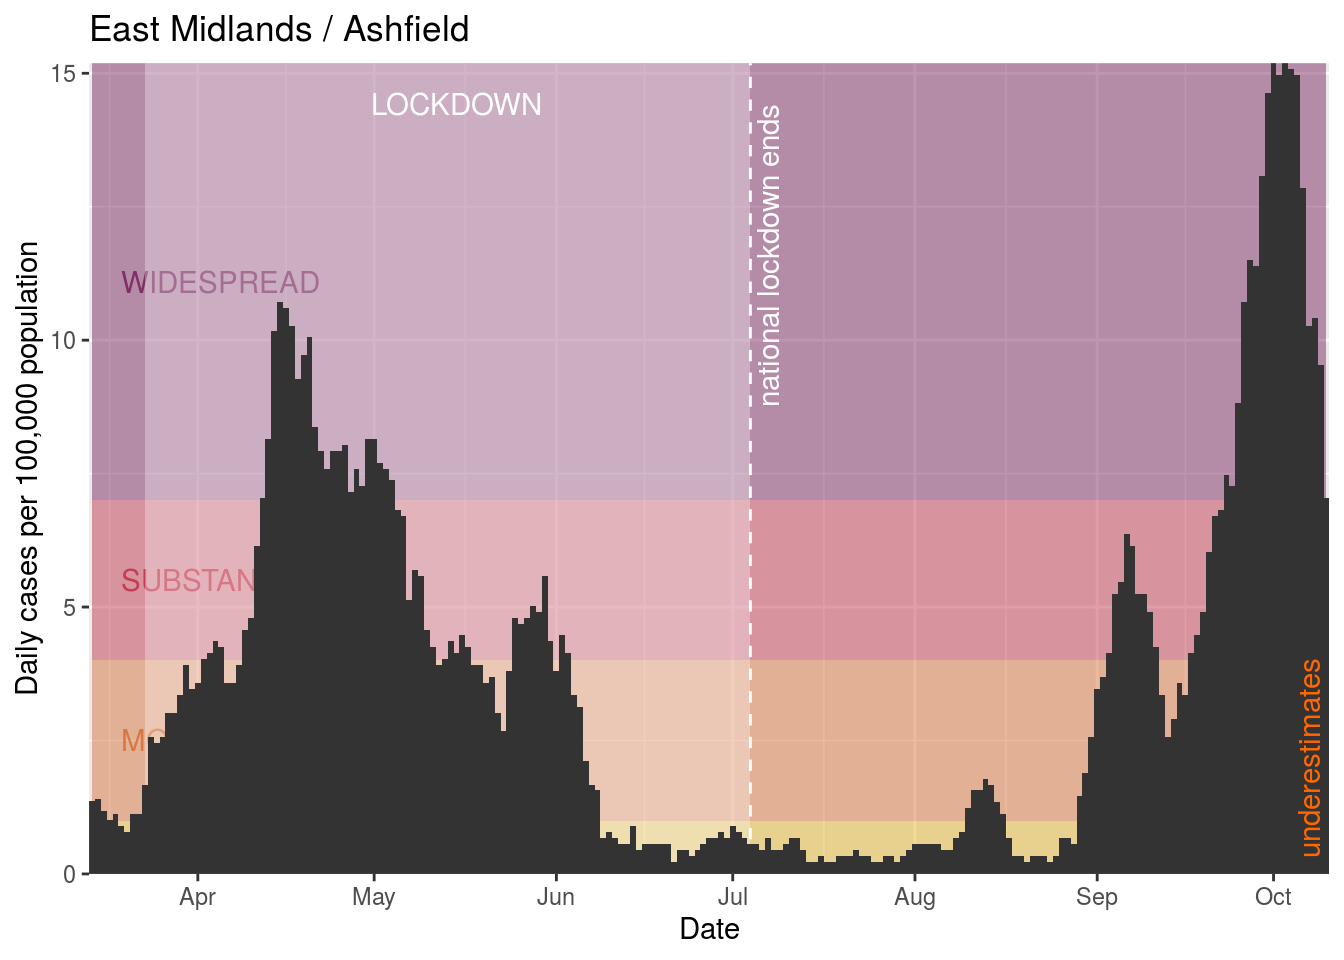 East Midlands / Ashfield
15
LOCKDOWN
national lockdown ends
WIDESPREAD
10
Daily cases per 100,000 population
SUBSTAN
5
MO
underestimates
0
Apr May Jun Jul Aug Sep Oct
Date